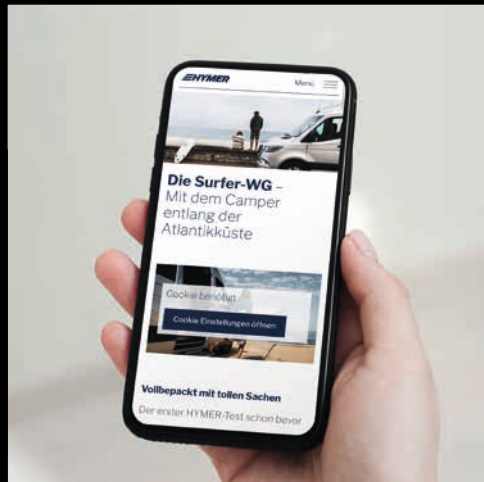 HYMER
Menü
Die Surfer-WG –
Mit dem Camper
entlang der
Atlantikküste
Cookie benötigt
Cookie Einstellungen öffnen
Vollbepackt mit tollen Sachen
Der erster HYMER-Test schon bevor